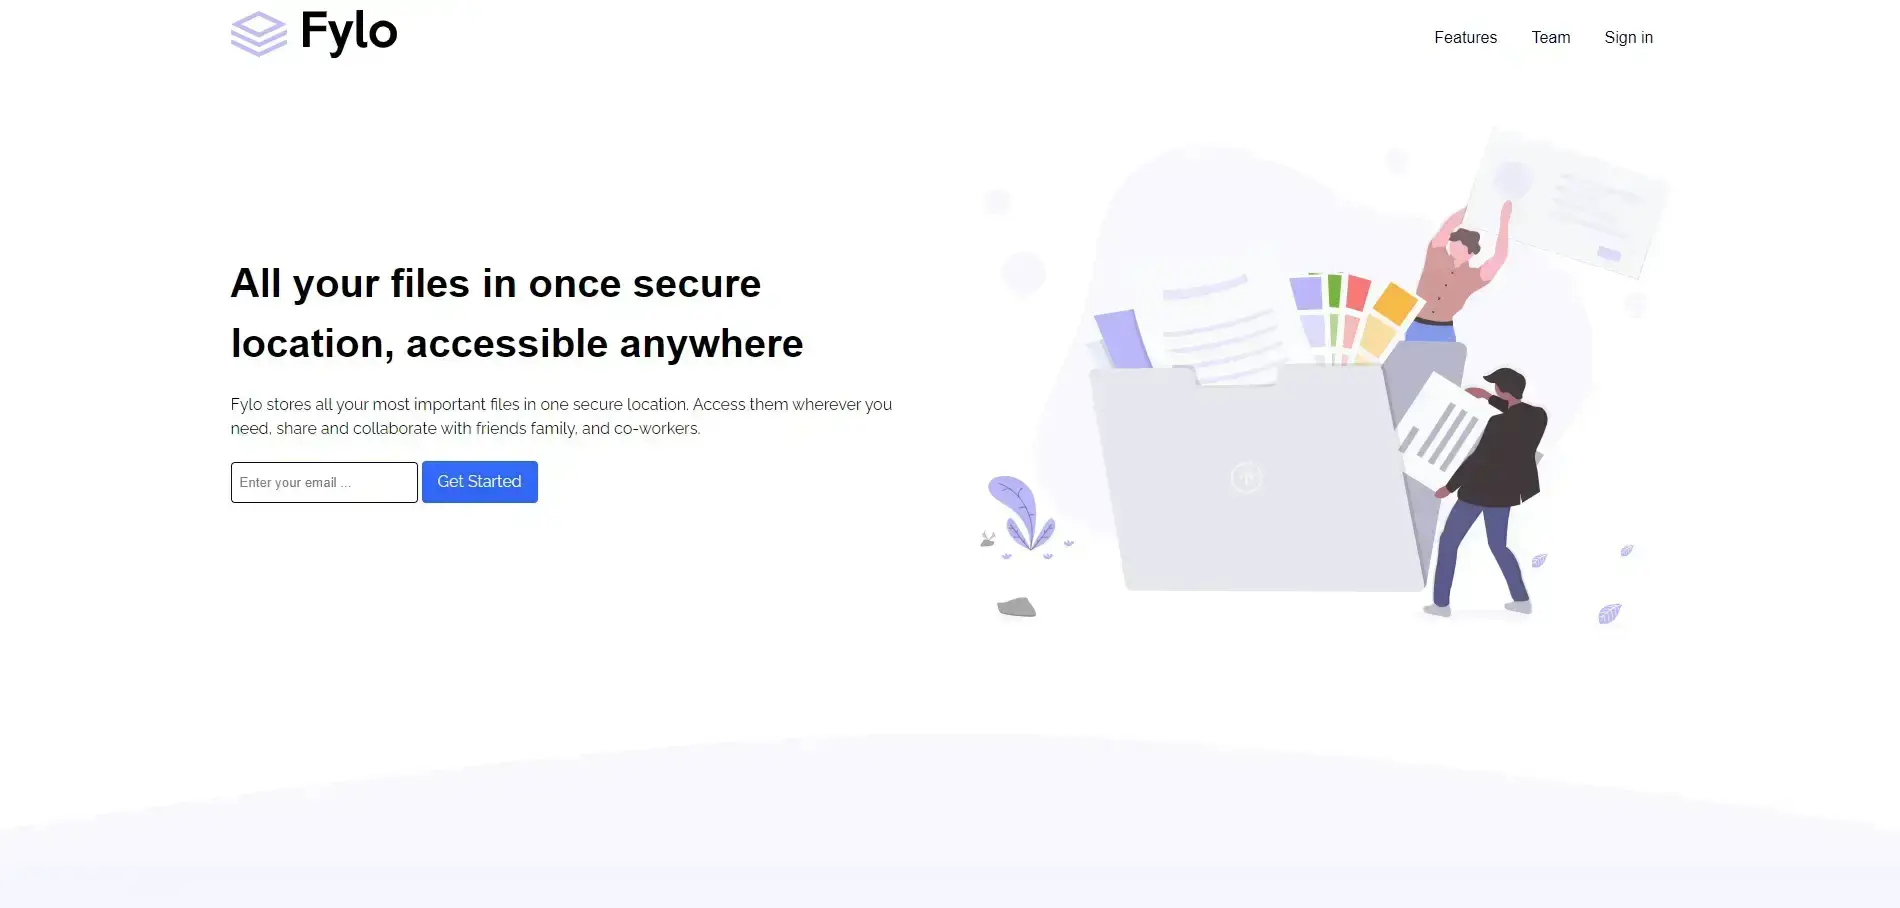 Fylo
Features
Team
Sign in
All your files in once secure
location, accessible anywhere
Fylo stores all your most important files in one secure location. Access them wherever you
need, share and collaborate with friends family, and co-workers.
Enter your email ...
Get Started